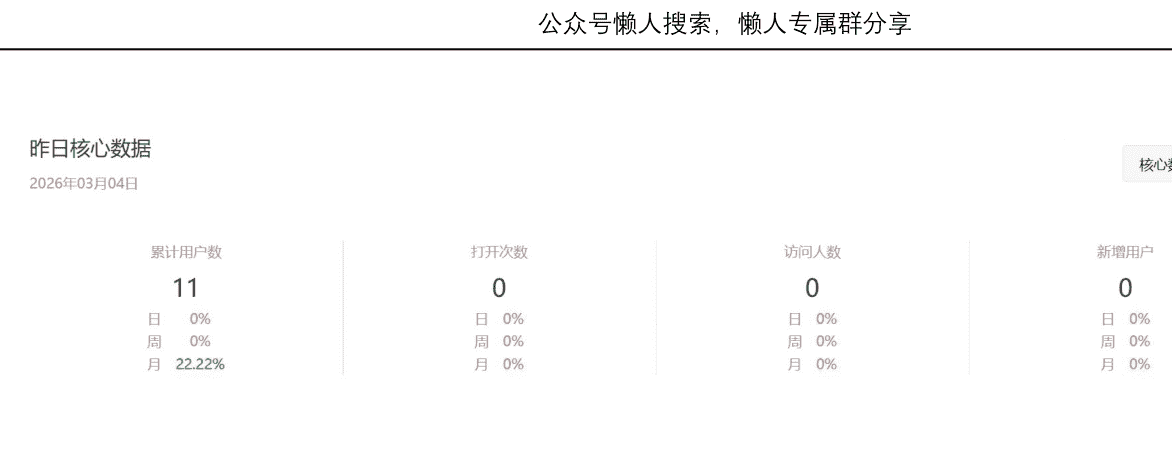 公众号懒人搜索，懒人专属群分享
昨日核心数据
2026年03月04日
核心
累计用户数 打开次数 访问人数 新增用户
11 0 0 0
日 0% 日 0% 日 0% 日 0%
周 0% 周 0% 周 0% 周 0%
月 22.22% 月 0% 月 0% 月 0%